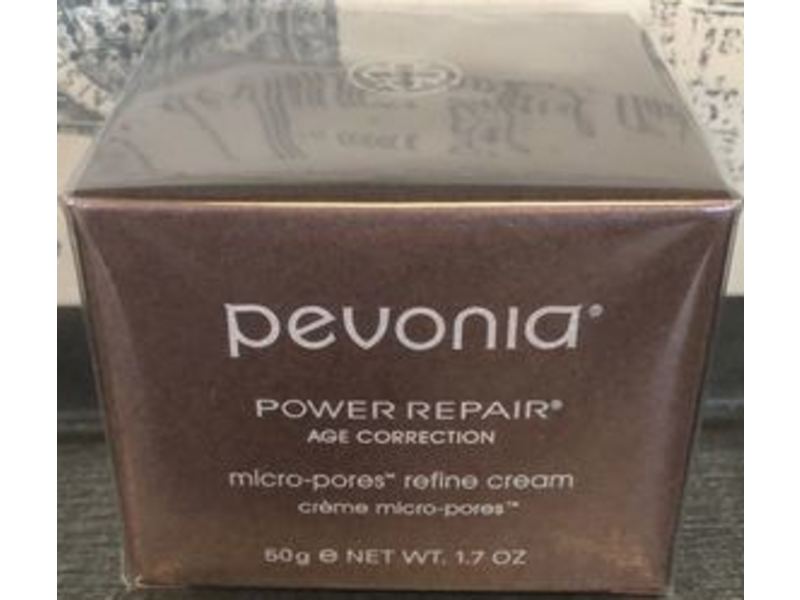 pevonia®
POWER REPAIR®
AGE CORRECTION
micro-pores™ refine cream
crème micro-pores™
50g ℮ NET WT. 1.7 OZ